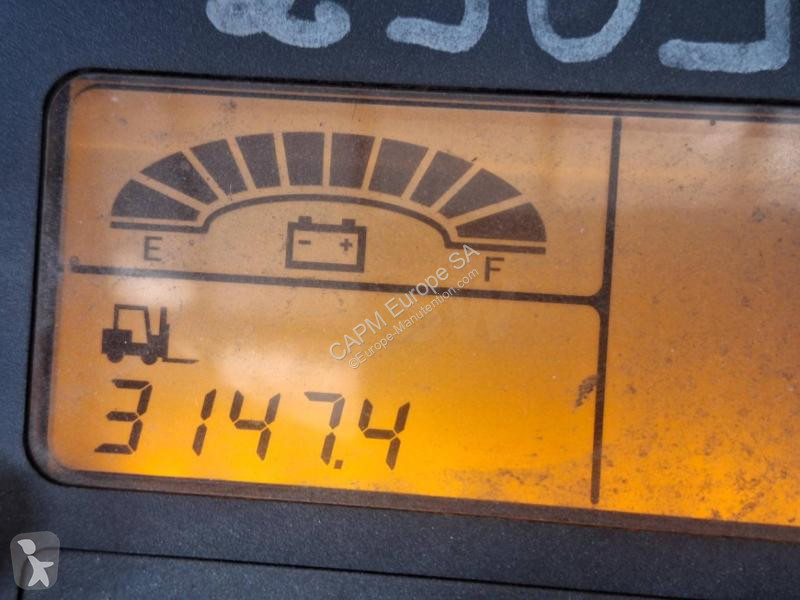 E
F
3147.4
CAPM Europe SA
©Europe-Manutention.com